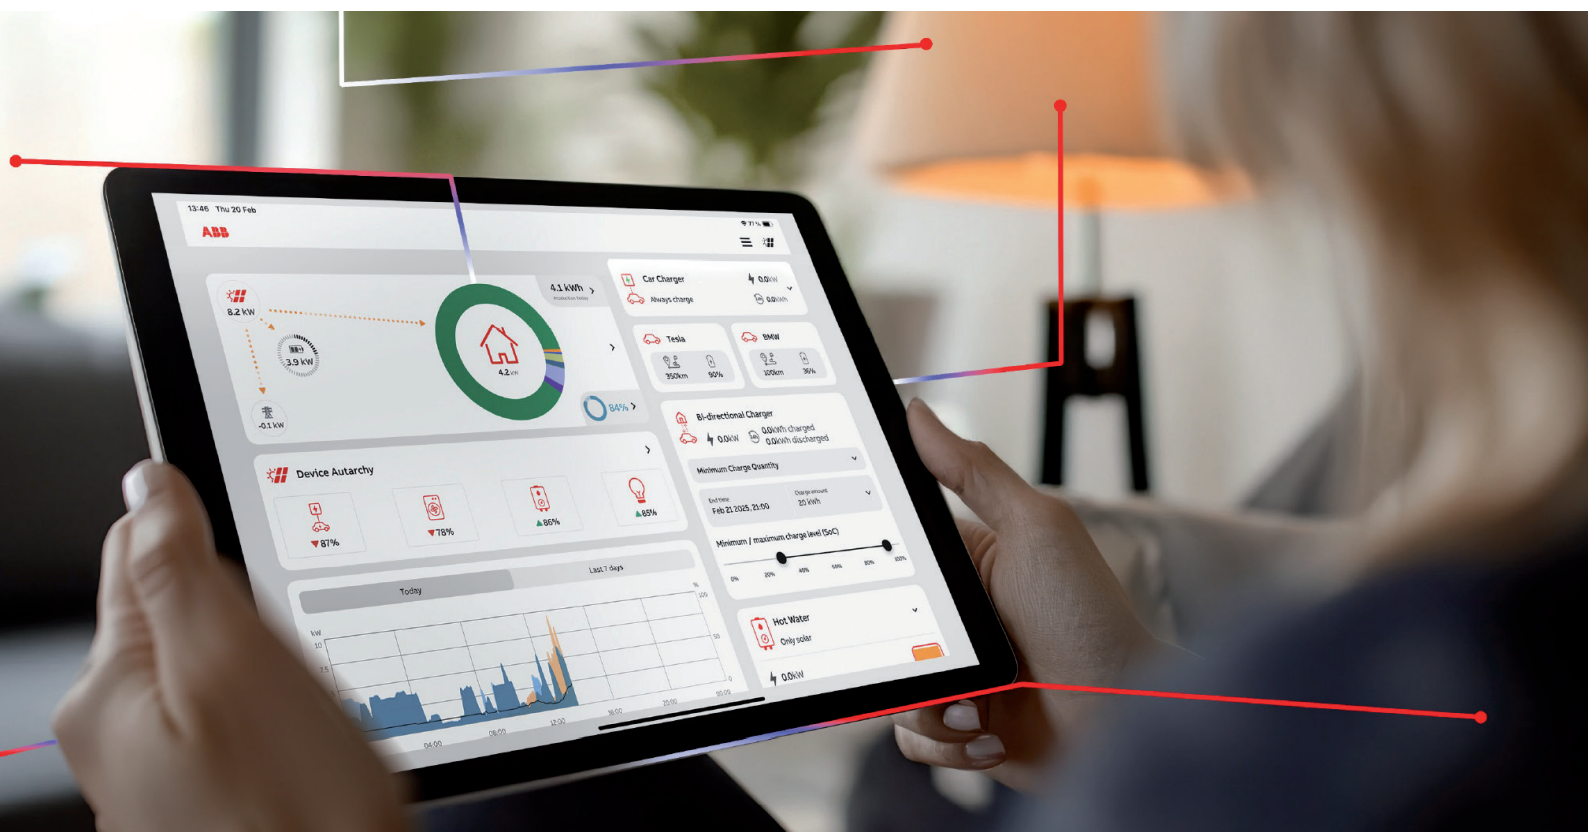 13:46 Thu 20 Feb
77%
ABB
8.2 kW
3.9 kW
-0.1 kW
4.2 kW
4.1 kWh
Production Today
84%
Device Autarchy
87%
78%
86%
85%
Today
Last 7 days
kW
10
7.5
%
100
50
0
04:00
08:00
12:00
16:00
20:00
Car Charger
Always charge
0.0kW
0.0kWh
Tesla
350km
90%
BMW
100km
36%
Bi-directional Charger
0.0kW
0.0kWh charged
0.0kWh discharged
Minimum Charge Quantity
End time
Feb 21 2025, 21:00
Charge amount
20 kWh
Minimum / maximum charge level (SoC)
0% 20% 40% 60% 80% 100%
Hot Water
Only solar
0.0kW